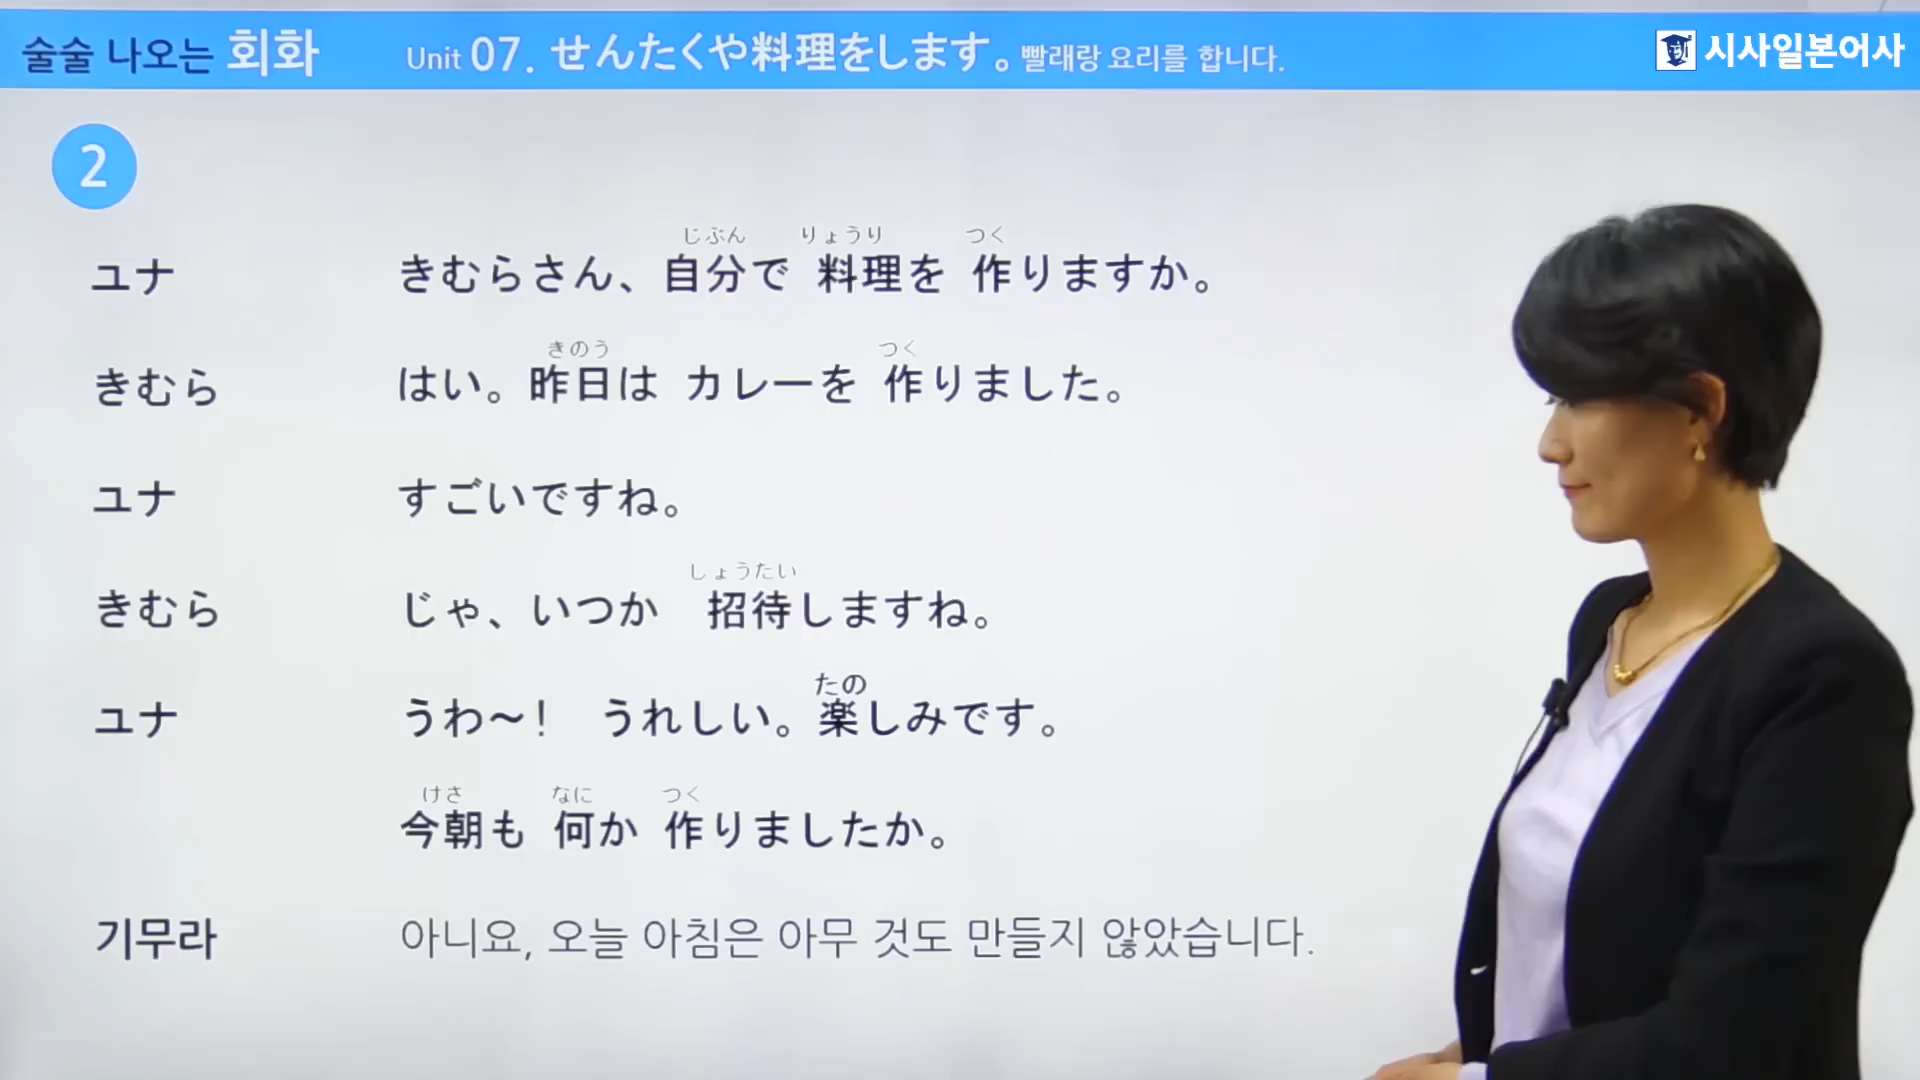 술술 나오는 회화 Unit 07. せんたくや料理をします。빨래랑 요리를 합니다. 시사일본어사
2
じぶん りょうり つく
ユナ きむらさん、自分で 料理を 作りますか。
きのう つく
きむら はい。昨日は カレーを 作りました。
ユナ すごいですね。
しょうたい
きむら じゃ、いつか 招待しますね。
たの
ユナ うわ〜! うれしい。楽しみです。
けさ なに つく
今朝も 何か 作りましたか。
기무라 아니요, 오늘 아침은 아무 것도 만들지 않았습니다.